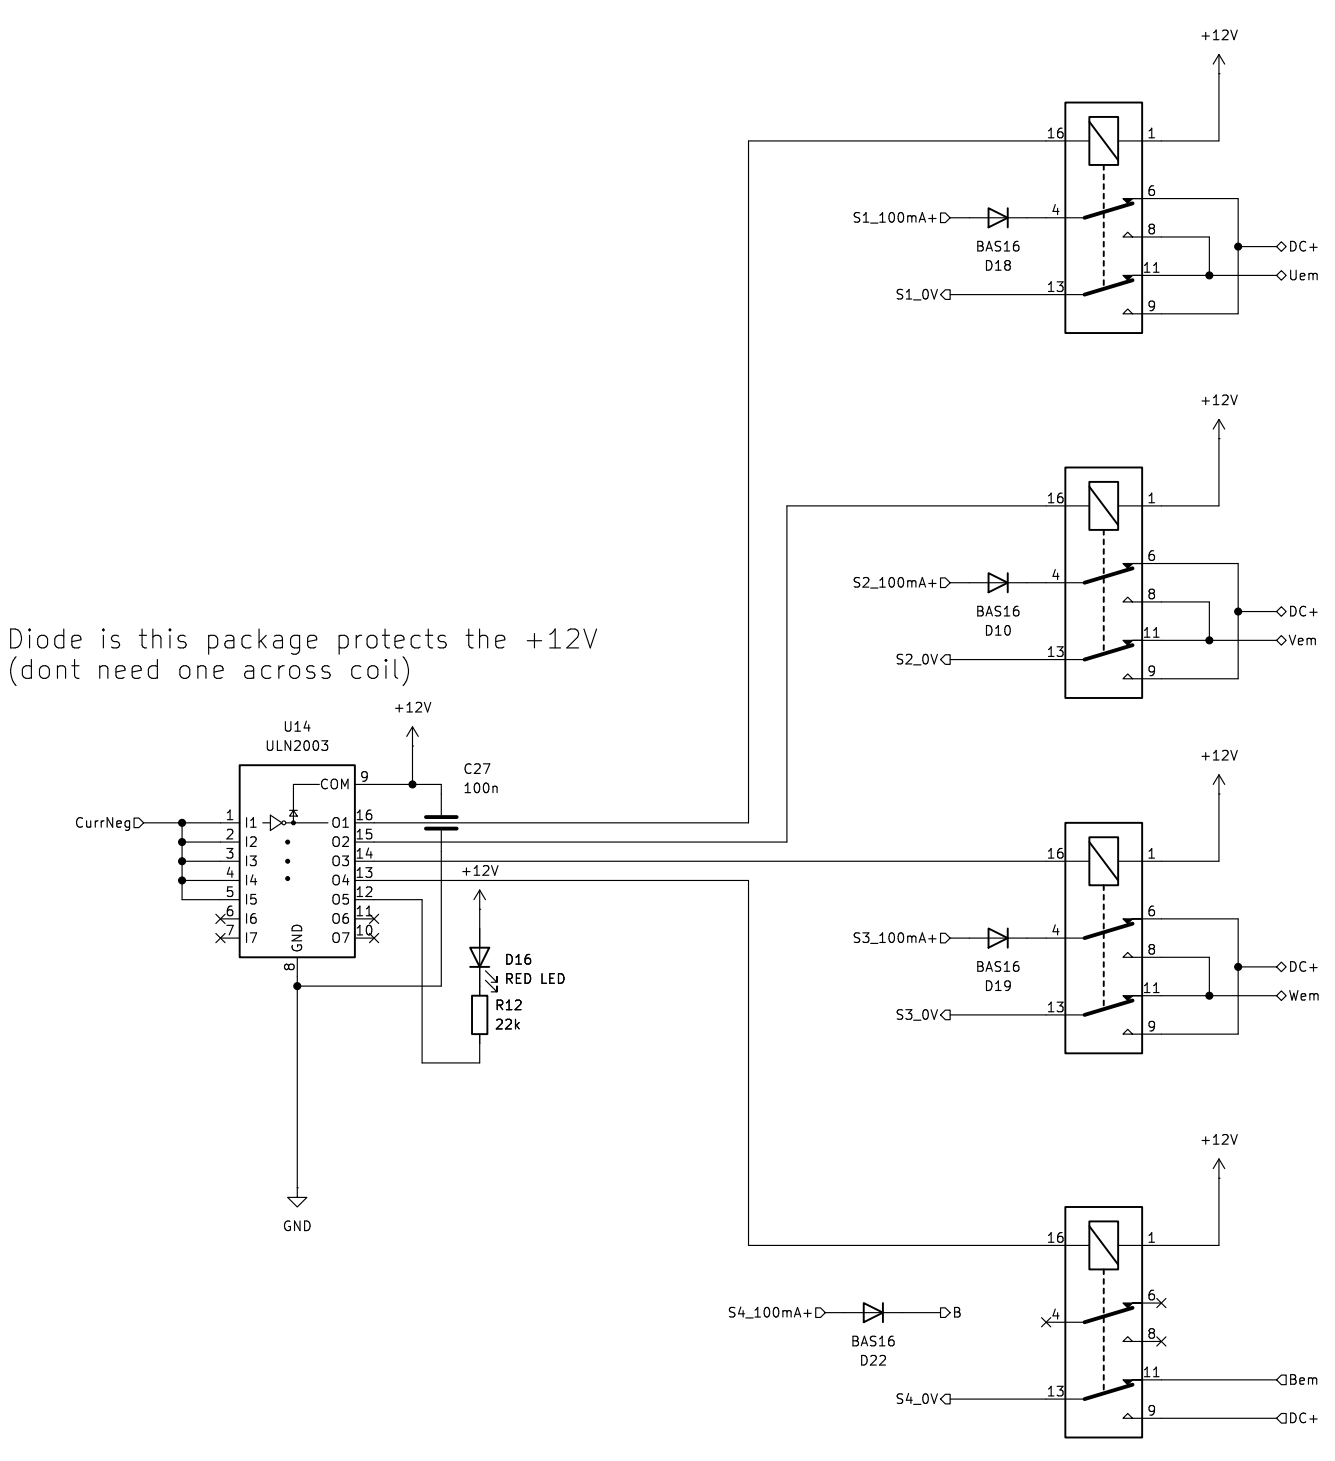 +12V
16
1
6
S1_100mA+
4
8
BAS16
D18
DC+
11
Uem
S1_0V
13
9
+12V
16
1
6
S2_100mA+
4
8
BAS16
D10
DC+
11
Vem
S2_0V
13
9
Diode is this package protects the +12V
(dont need one across coil)
+12V
U14
ULN2003
C27
100n
COM
9
CurrNeg
1
I1
O1
16
2
I2
O2
15
3
I3
O3
14
4
I4
O4
13
5
I5
O5
12
6
I6
O6
11
7
I7
O7
10
GND
8
+12V
D16
RED LED
R12
22k
GND
+12V
16
1
6
S3_100mA+
4
8
BAS16
D19
DC+
11
Wem
S3_0V
13
9
+12V
16
1
6
S4_100mA+
B
4
8
BAS16
D22
11
Bem
S4_0V
13
9
DC+